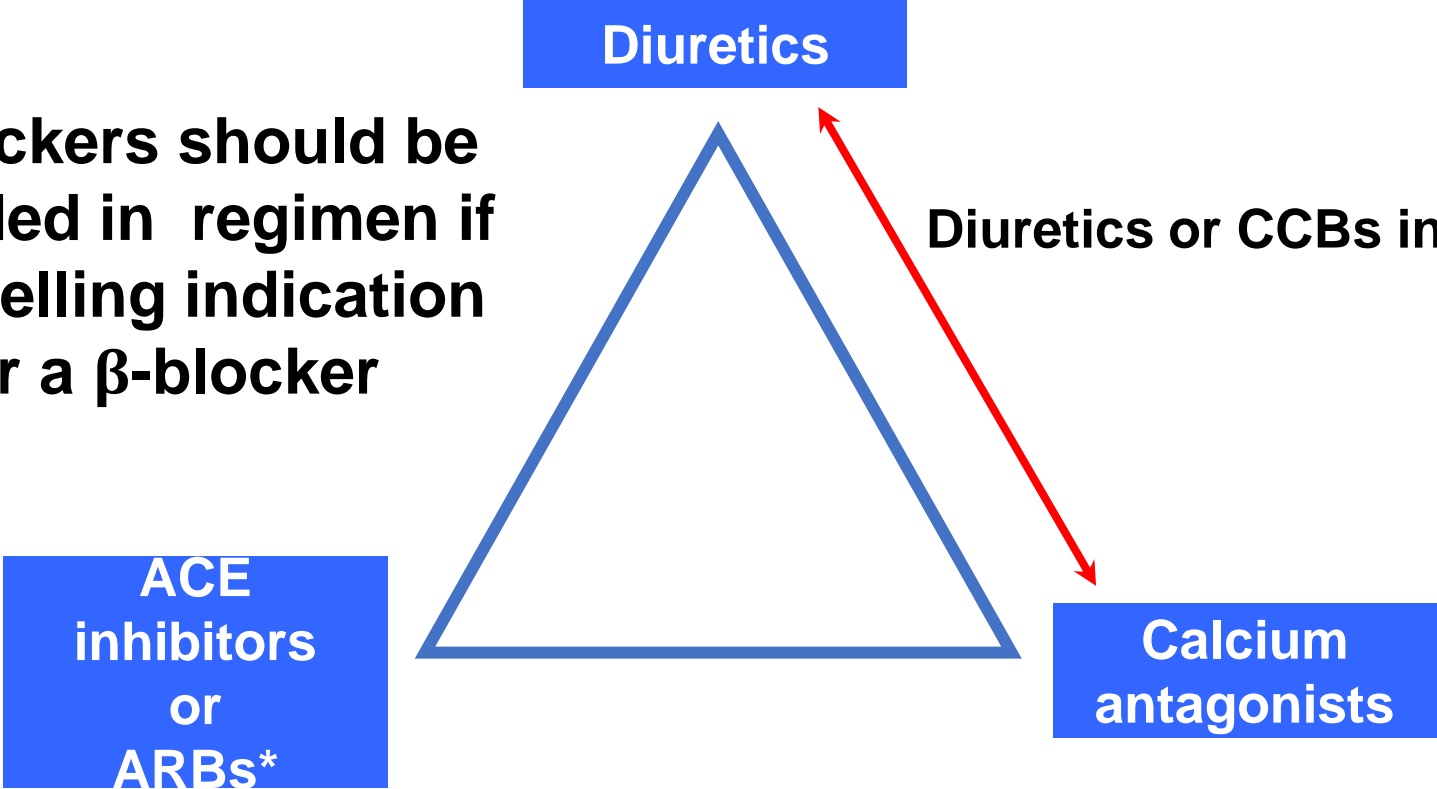 Diuretics
ckers should be
led in regimen if
elling indication
r a β-blocker
Diuretics or CCBs in
ACE
inhibitors
or
ARBs*
Calcium
antagonists